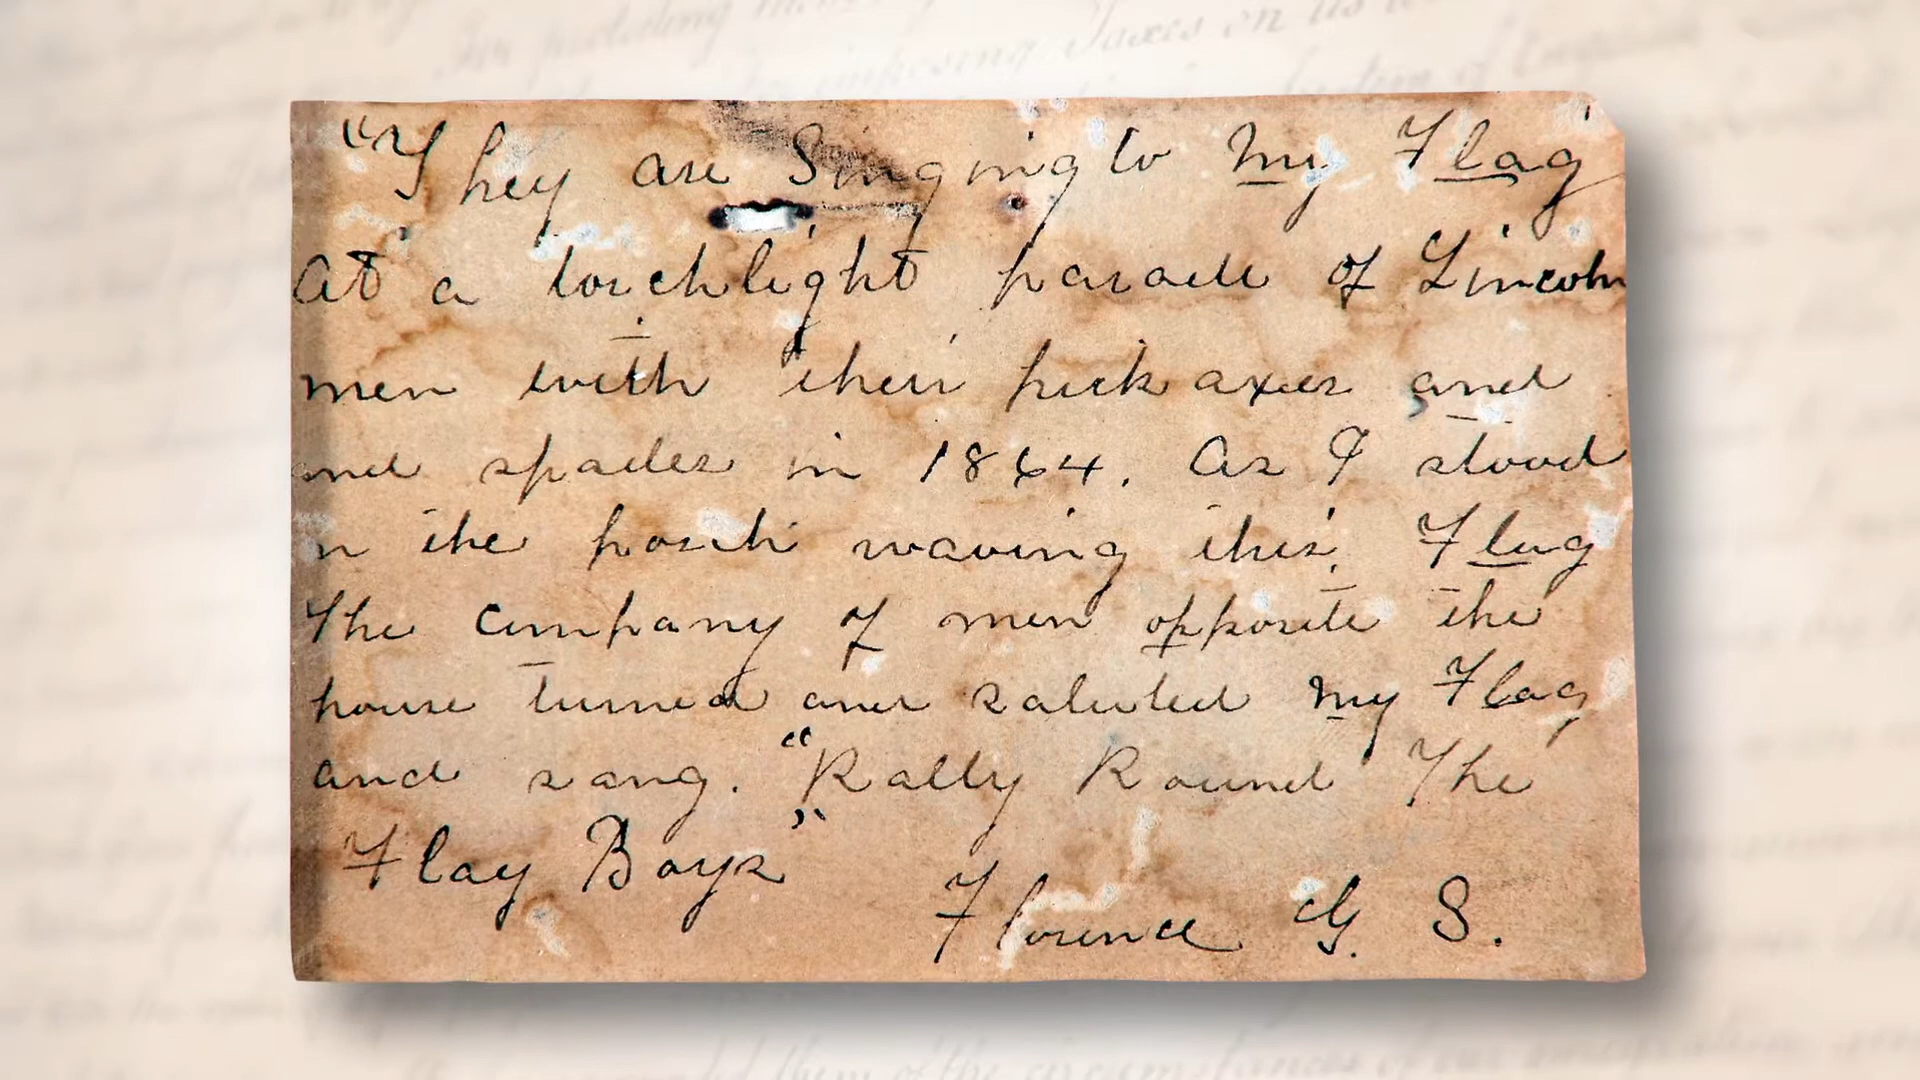 "They are Singing to my Flag
at a torchlight parade of Lincoln
men with their pick axes and
and spades in 1864. As I stood
n the porch waving this Flag
The company of men opposite the
house turned and saluted my Flag
and sang. "Rally Round The
Flag Boys"
Florence G. S.